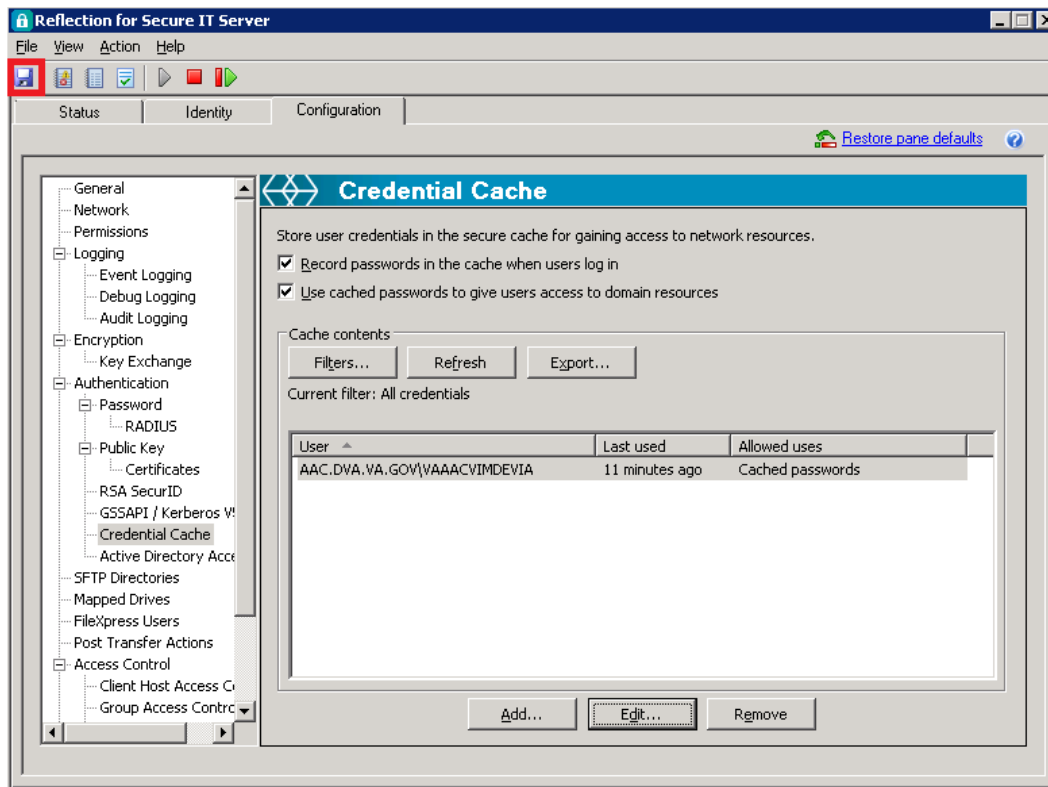 Reflection for Secure IT Server
File View Action Help
Status Identity Configuration
Restore pane defaults
General
Network
Permissions
Logging
Event Logging
Debug Logging
Audit Logging
Encryption
Key Exchange
Authentication
Password
RADIUS
Public Key
Certificates
RSA SecurID
GSSAPI / Kerberos V
Credential Cache
Active Directory Acce
SFTP Directories
Mapped Drives
FileXpress Users
Post Transfer Actions
Access Control
Client Host Access C
Group Access Contro
Credential Cache
Store user credentials in the secure cache for gaining access to network resources.
Record passwords in the cache when users log in
Use cached passwords to give users access to domain resources
Cache contents
Filters... Refresh Export...
Current filter: All credentials
User Last used Allowed uses
AAC.DVA.VA.GOV\VAAACVIMDEVIA 11 minutes ago Cached passwords
Add... Edit... Remove